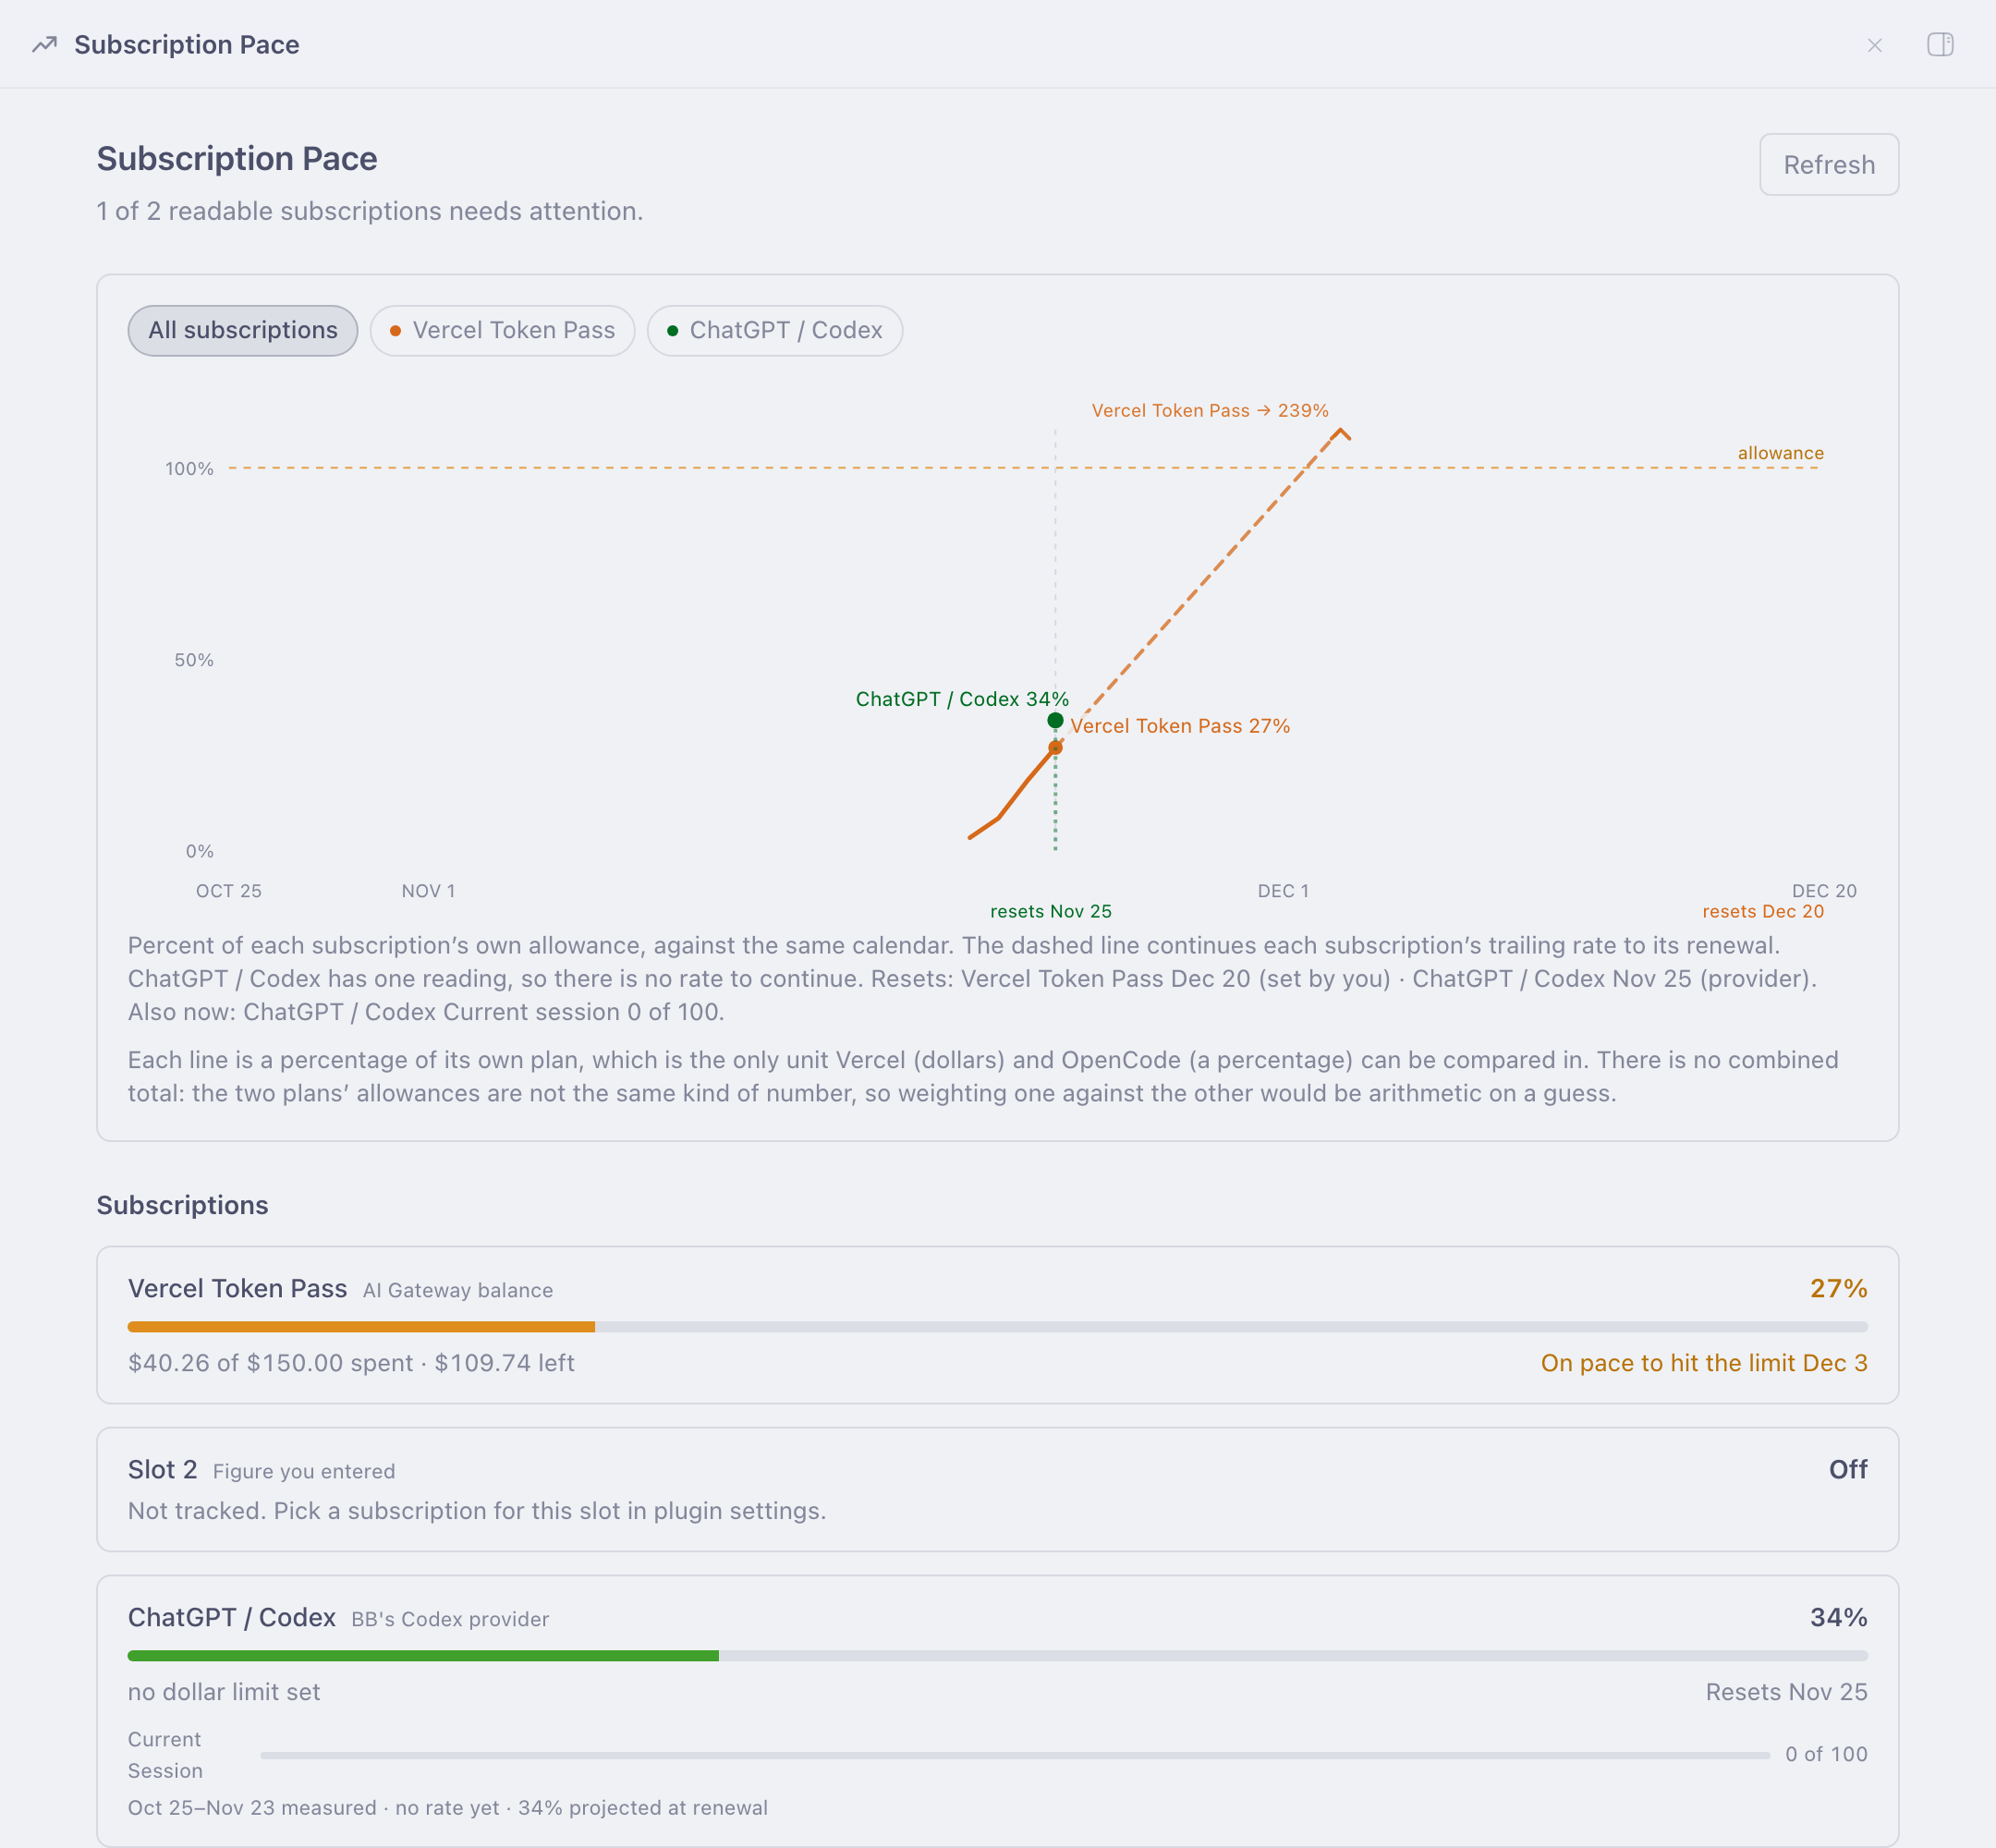 Subscription Pace
Subscription Pace
Refresh
1 of 2 readable subscriptions needs attention.
All subscriptions
Vercel Token Pass
ChatGPT / Codex
Vercel Token Pass → 239%
allowance
100%
50%
ChatGPT / Codex 34%
Vercel Token Pass 27%
0%
OCT 25
NOV 1
DEC 1
DEC 20
resets Nov 25
resets Dec 20
Percent of each subscription’s own allowance, against the same calendar. The dashed line continues each subscription’s trailing rate to its renewal.
ChatGPT / Codex has one reading, so there is no rate to continue. Resets: Vercel Token Pass Dec 20 (set by you) · ChatGPT / Codex Nov 25 (provider).
Also now: ChatGPT / Codex Current session 0 of 100.
Each line is a percentage of its own plan, which is the only unit Vercel (dollars) and OpenCode (a percentage) can be compared in. There is no combined
total: the two plans’ allowances are not the same kind of number, so weighting one against the other would be arithmetic on a guess.
Subscriptions
Vercel Token Pass AI Gateway balance
27%
$40.26 of $150.00 spent · $109.74 left
On pace to hit the limit Dec 3
Slot 2 Figure you entered
Off
Not tracked. Pick a subscription for this slot in plugin settings.
ChatGPT / Codex BB's Codex provider
34%
no dollar limit set
Resets Nov 25
Current
Session
0 of 100
Oct 25–Nov 23 measured · no rate yet · 34% projected at renewal